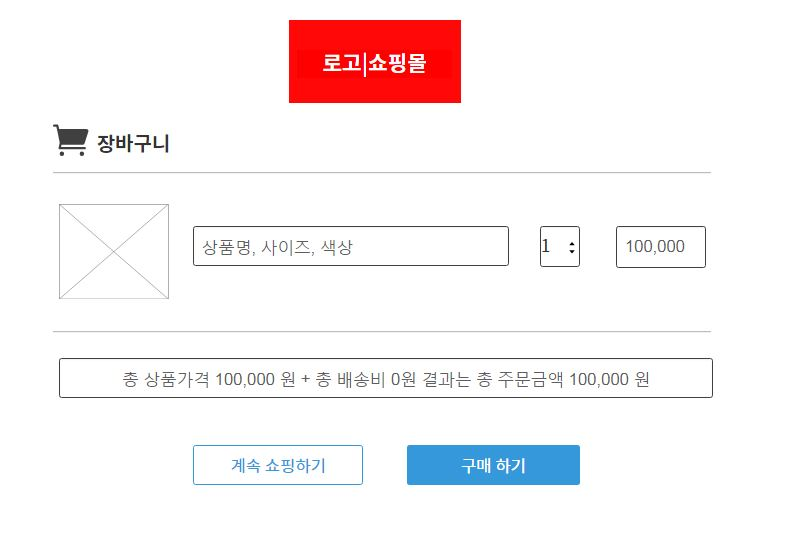 로고|쇼핑몰
장바구니
상품명, 사이즈, 색상 1 100,000
총 상품가격 100,000 원 + 총 배송비 0원 결과는 총 주문금액 100,000 원
계속 쇼핑하기 구매 하기